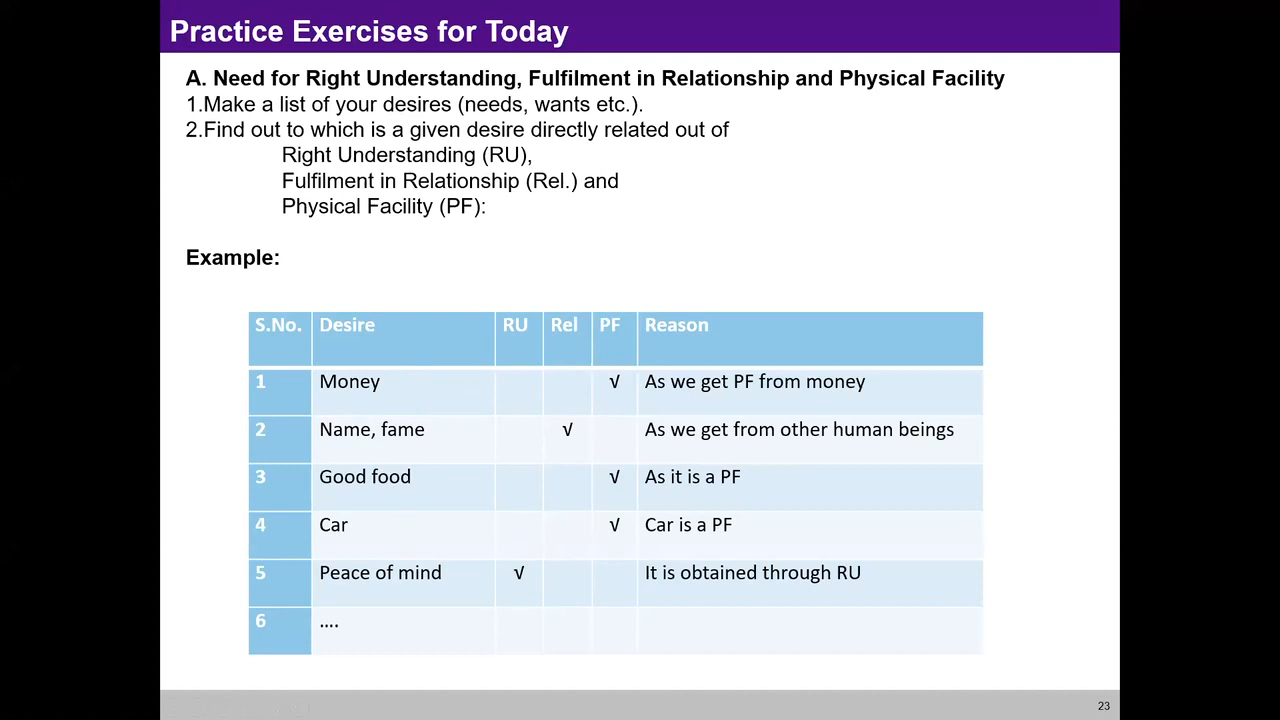 Practice Exercises for Today
A. Need for Right Understanding, Fulfilment in Relationship and Physical Facility
1.Make a list of your desires (needs, wants etc.).
2.Find out to which is a given desire directly related out of
Right Understanding (RU),
Fulfilment in Relationship (Rel.) and
Physical Facility (PF):
Example:
S.No. Desire RU Rel PF Reason
1 Money √ As we get PF from money
2 Name, fame √ As we get from other human beings
3 Good food √ As it is a PF
4 Car √ Car is a PF
5 Peace of mind √ It is obtained through RU
6 ....
23